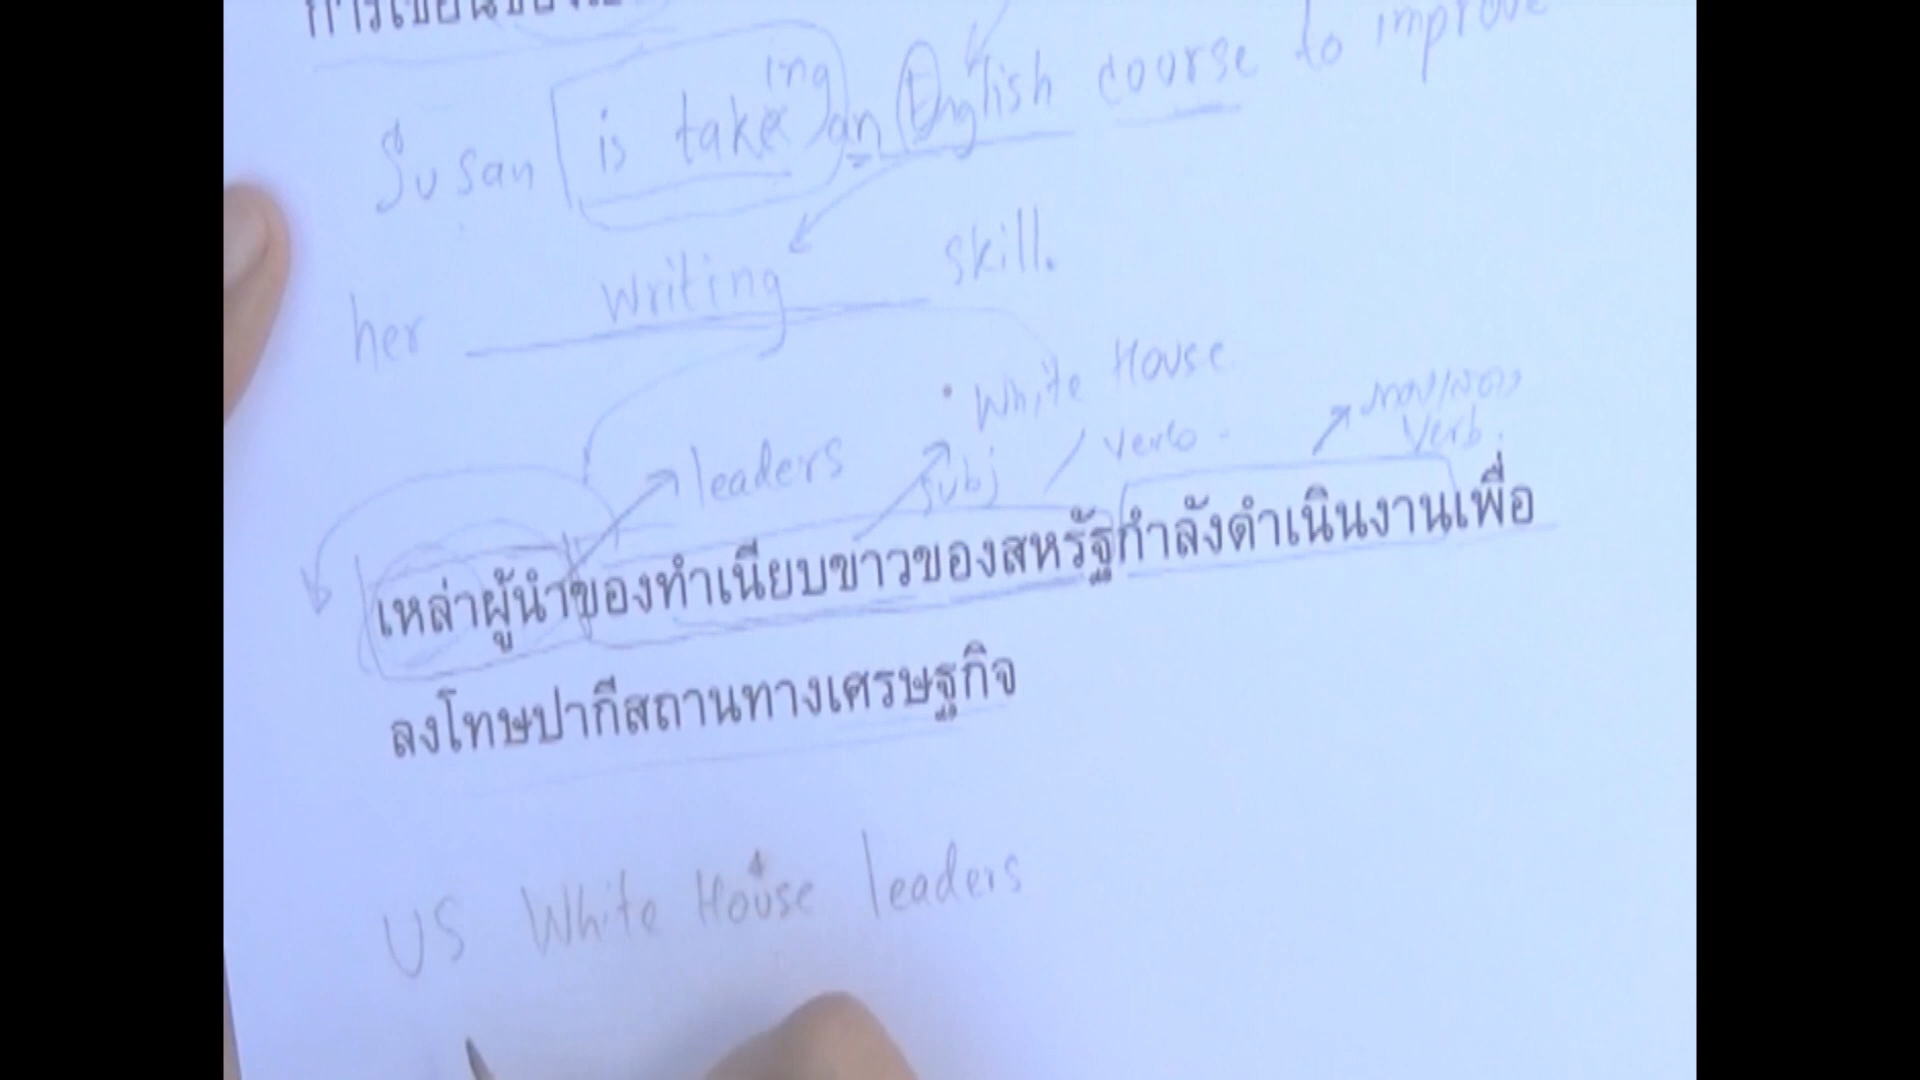 Susan is take ing an English course to improve
her writing skill.
White House
leaders
subj / verb
verb
เหล่าผู้นำของทำเนียบขาวของสหรัฐกำลังดำเนินงานเพื่อ
ลงโทษปากีสถานทางเศรษฐกิจ
US White House leaders